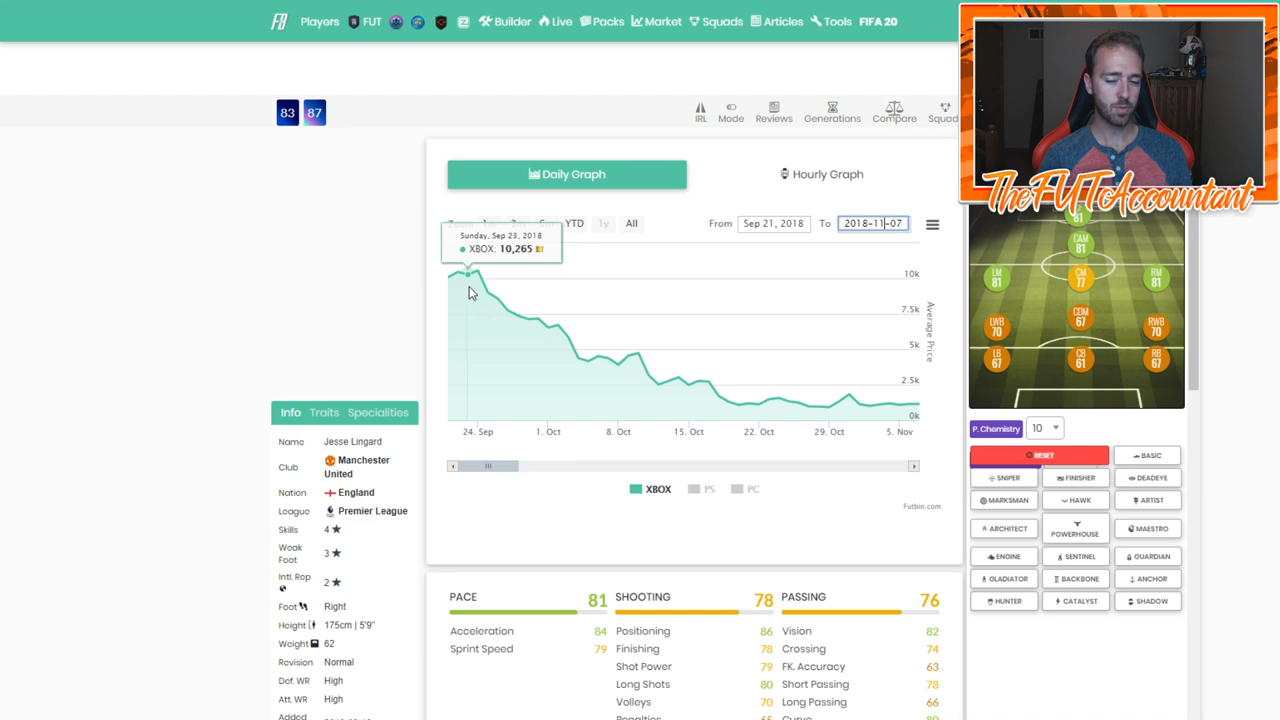 FB Players FUT Builder Live Packs Market Squads Articles Tools FIFA 20
83 87
IRL Mode Reviews Generations Compare Squad
TheFUTAccountant
Daily Graph Hourly Graph
YTD 1y All From Sep 21, 2018 To 2018-11-07
Sunday, Sep 23, 2018
XBOX: 10,265
10k
7.5k
5k
2.5k
0k
Average Price
24. Sep 1. Oct 8. Oct 15. Oct 22. Oct 29. Oct 5. Nov
XBOX PS PC
Futbin.com
81
CAM
81
LM
81
CM
77
RM
81
LWB
70
CDM
67
RWB
70
LB
67
CB
61
RB
67
P. Chemistry 10
RESET BASIC
SNIPER FINISHER DEADEYE
MARKSMAN HAWK ARTIST
ARCHITECT POWERHOUSE MAESTRO
ENGINE SENTINEL GUARDIAN
GLADIATOR BACKBONE ANCHOR
HUNTER CATALYST SHADOW
Info Traits Specialities
Name Jesse Lingard
Club Manchester
United
Nation England
League Premier League
Skills 4
Weak
Foot 3
Intl. Rep 2
Foot Right
Height 175cm | 5'9"
Weight 62
Revision Normal
Def. WR High
Att. WR High
Added
PACE 81
Acceleration 84
Sprint Speed 79
SHOOTING 78
Positioning 86
Finishing 78
Shot Power 79
Long Shots 80
Volleys 70
Penalties 65
PASSING 76
Vision 82
Crossing 74
FK. Accuracy 63
Short Passing 78
Long Passing 66
Curve 80